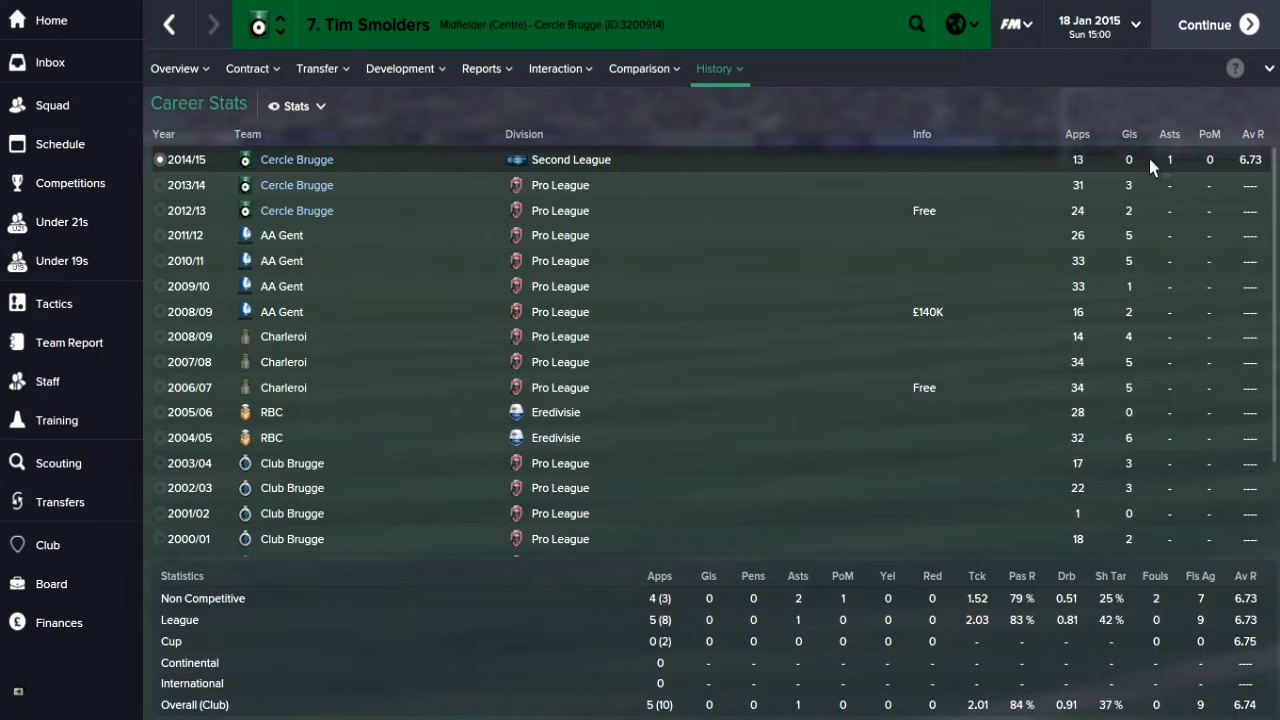 Home
7. Tim Smolders Midfielder (Centre) - Cercle Brugge (ID:3200914) FM 18 Jan 2015 Sun 15:00 Continue
Inbox
Overview Contract Transfer Development Reports Interaction Comparison History ?
Squad
Career Stats Stats
Schedule
Year Team Division Info Apps Gls Asts PoM Av R
2014/15 Cercle Brugge Second League 13 0 1 0 6.73
Competitions
2013/14 Cercle Brugge Pro League 31 3 - - ----
2012/13 Cercle Brugge Pro League Free 24 2 - - ----
Under 21s
U21
2011/12 AA Gent Pro League 26 5 - - ----
Under 19s
U19
2010/11 AA Gent Pro League 33 5 - - ----
2009/10 AA Gent Pro League 33 1 - - ----
Tactics
2008/09 AA Gent Pro League £140K 16 2 - - ----
2008/09 Charleroi Pro League 14 4 - - ----
Team Report
2007/08 Charleroi Pro League 34 5 - - ----
Staff
2006/07 Charleroi Pro League Free 34 5 - - ----
2005/06 RBC Eredivisie 28 0 - - ----
Training
2004/05 RBC Eredivisie 32 6 - - ----
Scouting
2003/04 Club Brugge Pro League 17 3 - - ----
2002/03 Club Brugge Pro League 22 3 - - ----
Transfers
2001/02 Club Brugge Pro League 1 0 - - ----
2000/01 Club Brugge Pro League 18 2 - - ----
Club
Statistics Apps Gls Pens Asts PoM Yel Red Tck Pas R Drb Sh Tar Fouls Fls Ag Av R
Board
Non Competitive 4 (3) 0 0 2 1 0 0 1.52 79 % 0.51 25 % 2 7 6.73
League 5 (8) 0 0 1 0 0 0 2.03 83 % 0.81 42 % 0 9 6.73
£ Finances
Cup 0 (2) 0 0 0 0 0 0 - - - - 0 0 6.75
Continental 0 - - - - - - - - - - - - ----
International 0 - - - - - - - - - - - - ----
Overall (Club) 5 (10) 0 0 1 0 0 0 2.01 84 % 0.91 37 % 0 9 6.74